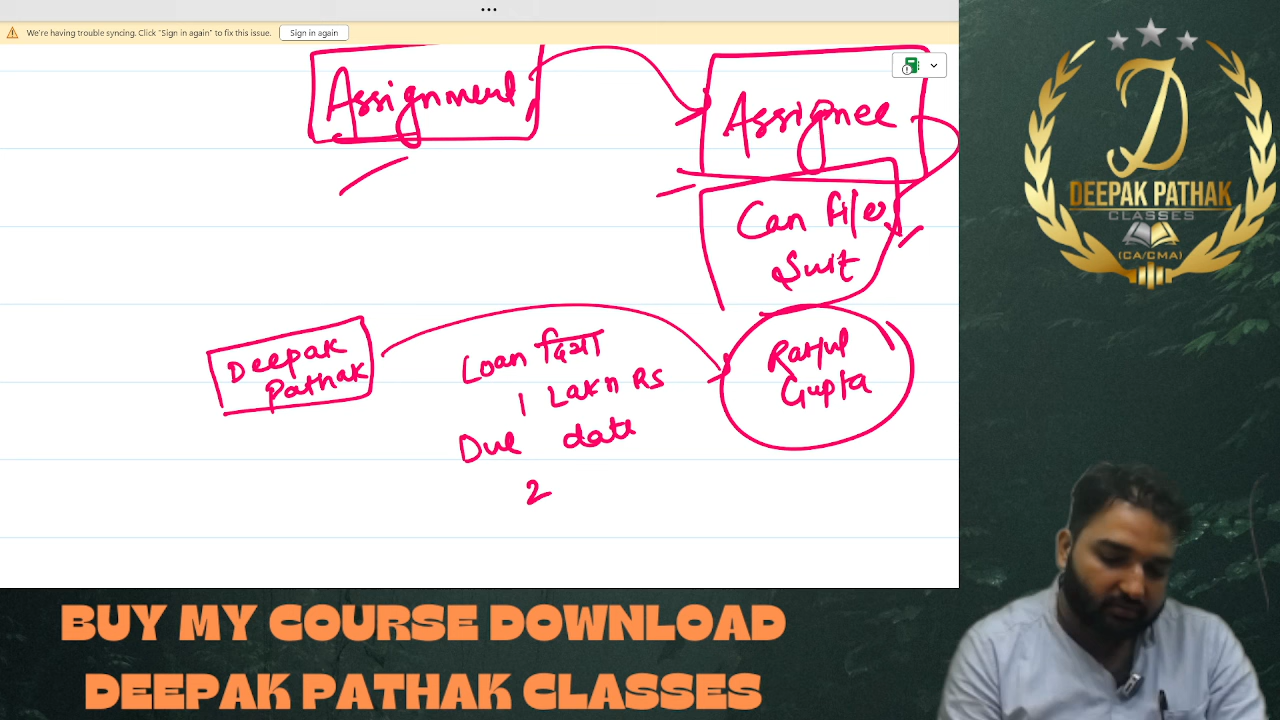 ...
We're having trouble syncing. Click "Sign in again" to fix this issue.
Sign in again
Assignment
Assignee
Can file
Suit
Deepak
Pathak
Loan दिया
1 Lakh RS
Due date
2
Rahul
Gupta
D
DEEPAK PATHAK
CLASSES
(CA/CMA)
BUY MY COURSE DOWNLOAD
DEEPAK PATHAK CLASSES